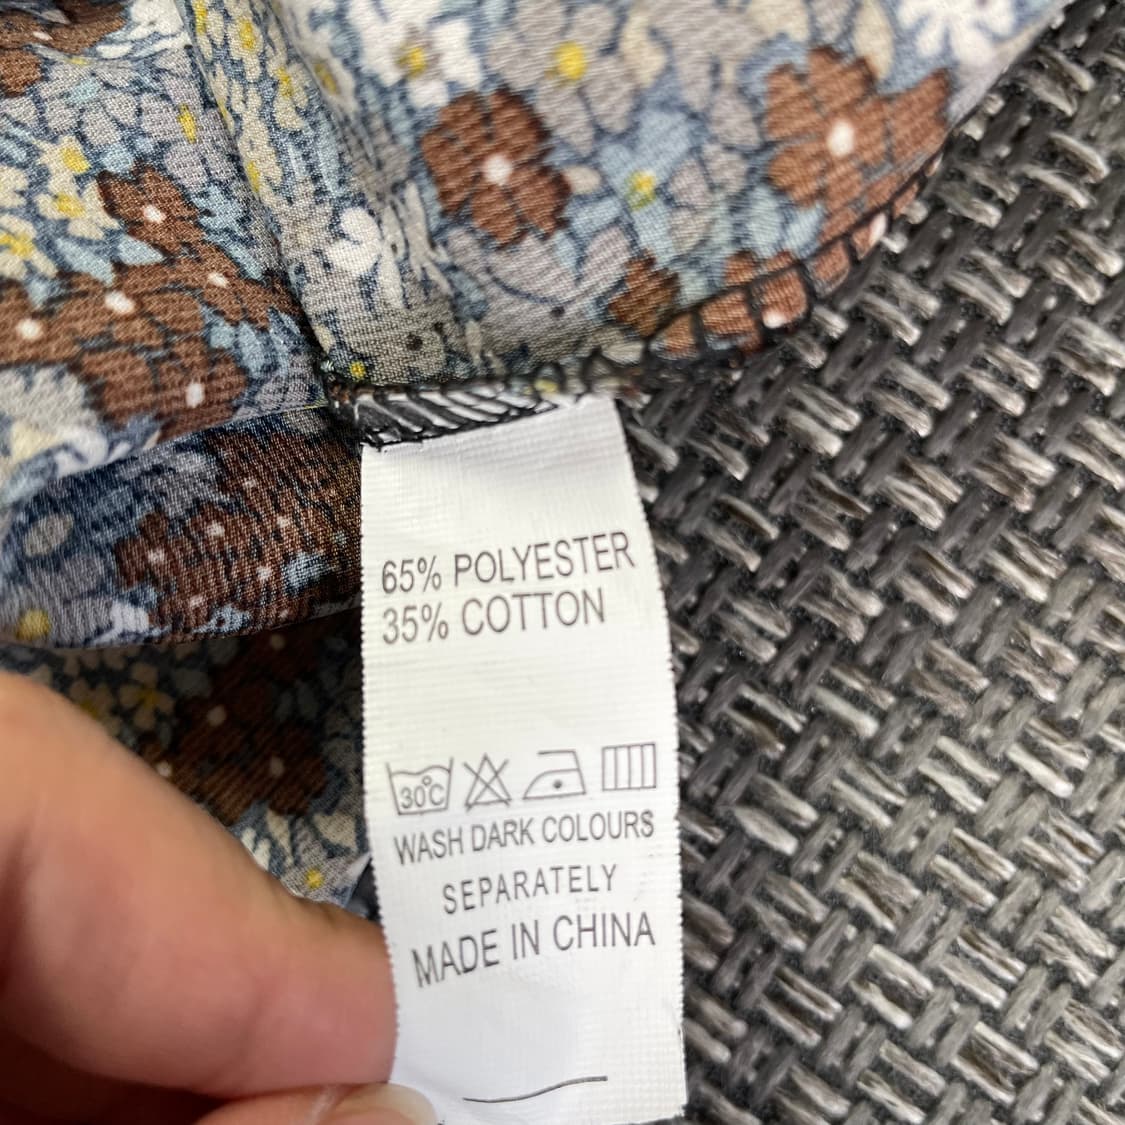 65% POLYESTER
35% COTTON
30℃
WASH DARK COLOURS
SEPARATELY
MADE IN CHINA